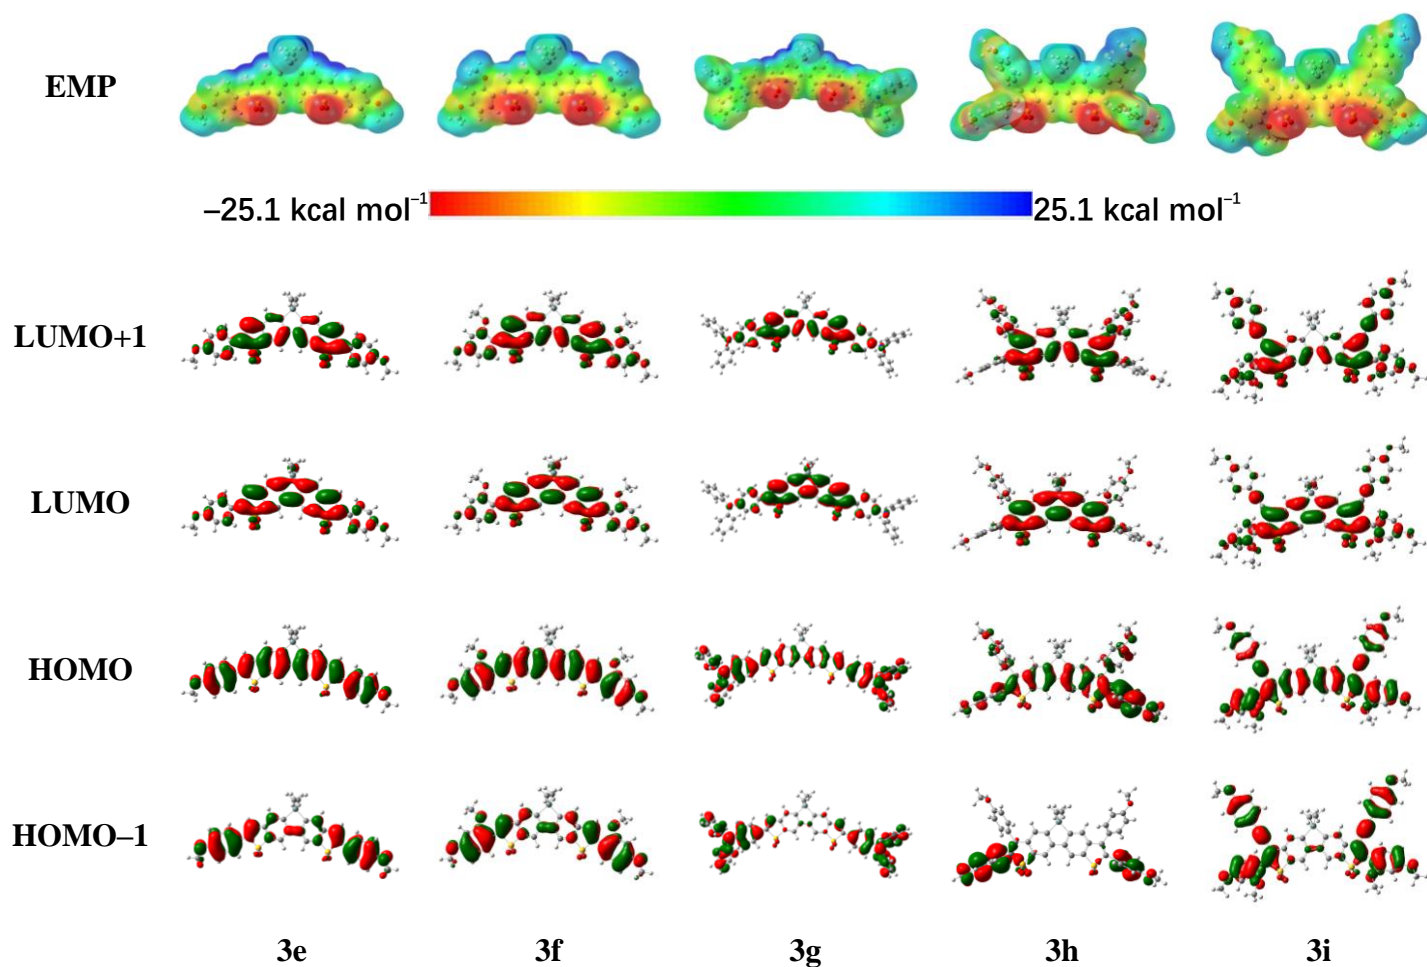 EMP
–25.1 kcal mol⁻¹ 25.1 kcal mol⁻¹
LUMO+1
LUMO
HOMO
HOMO–1
3e 3f 3g 3h 3i